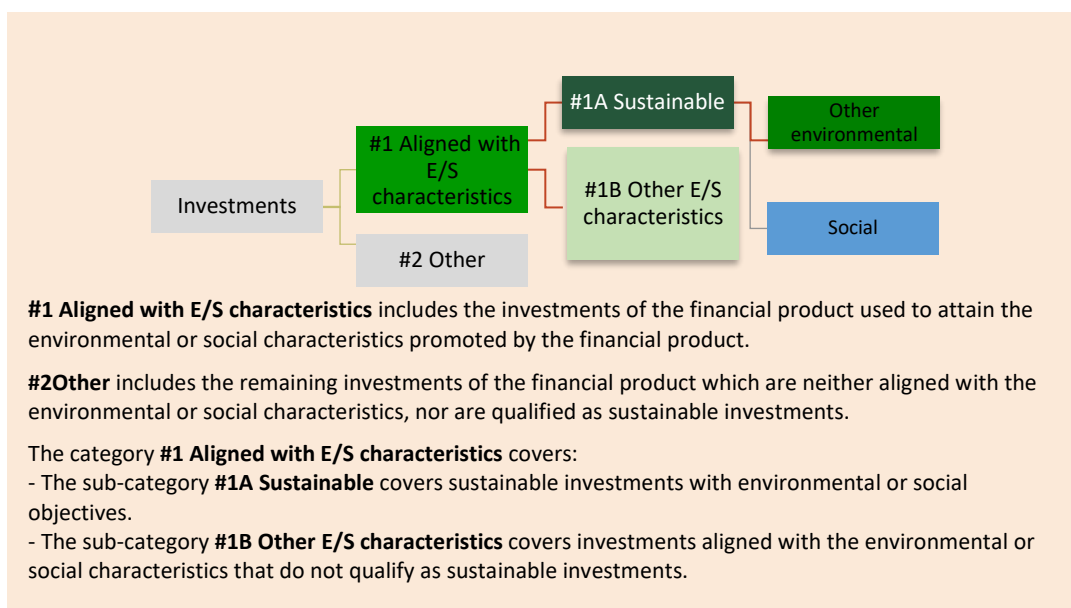 #1A Sustainable
Other
environmental
#1 Aligned with
E/S
characteristics
#1B Other E/S
characteristics
Investments
Social
#2 Other
#1 Aligned with E/S characteristics includes the investments of the financial product used to attain the
environmental or social characteristics promoted by the financial product.
#2Other includes the remaining investments of the financial product which are neither aligned with the
environmental or social characteristics, nor are qualified as sustainable investments.
The category #1 Aligned with E/S characteristics covers:
- The sub-category #1A Sustainable covers sustainable investments with environmental or social
objectives.
- The sub-category #1B Other E/S characteristics covers investments aligned with the environmental or
social characteristics that do not qualify as sustainable investments.